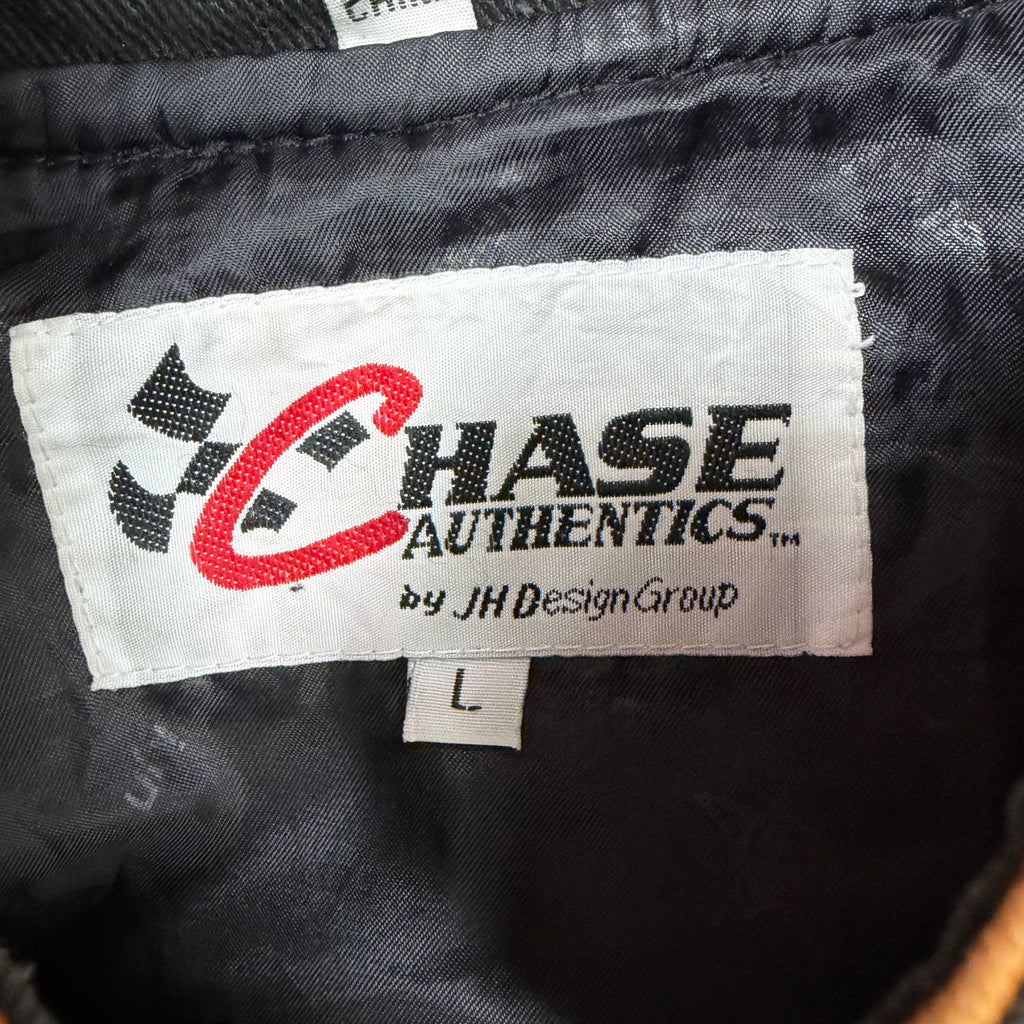 CHASE
AUTHENTICS™
by JH Design Group
L